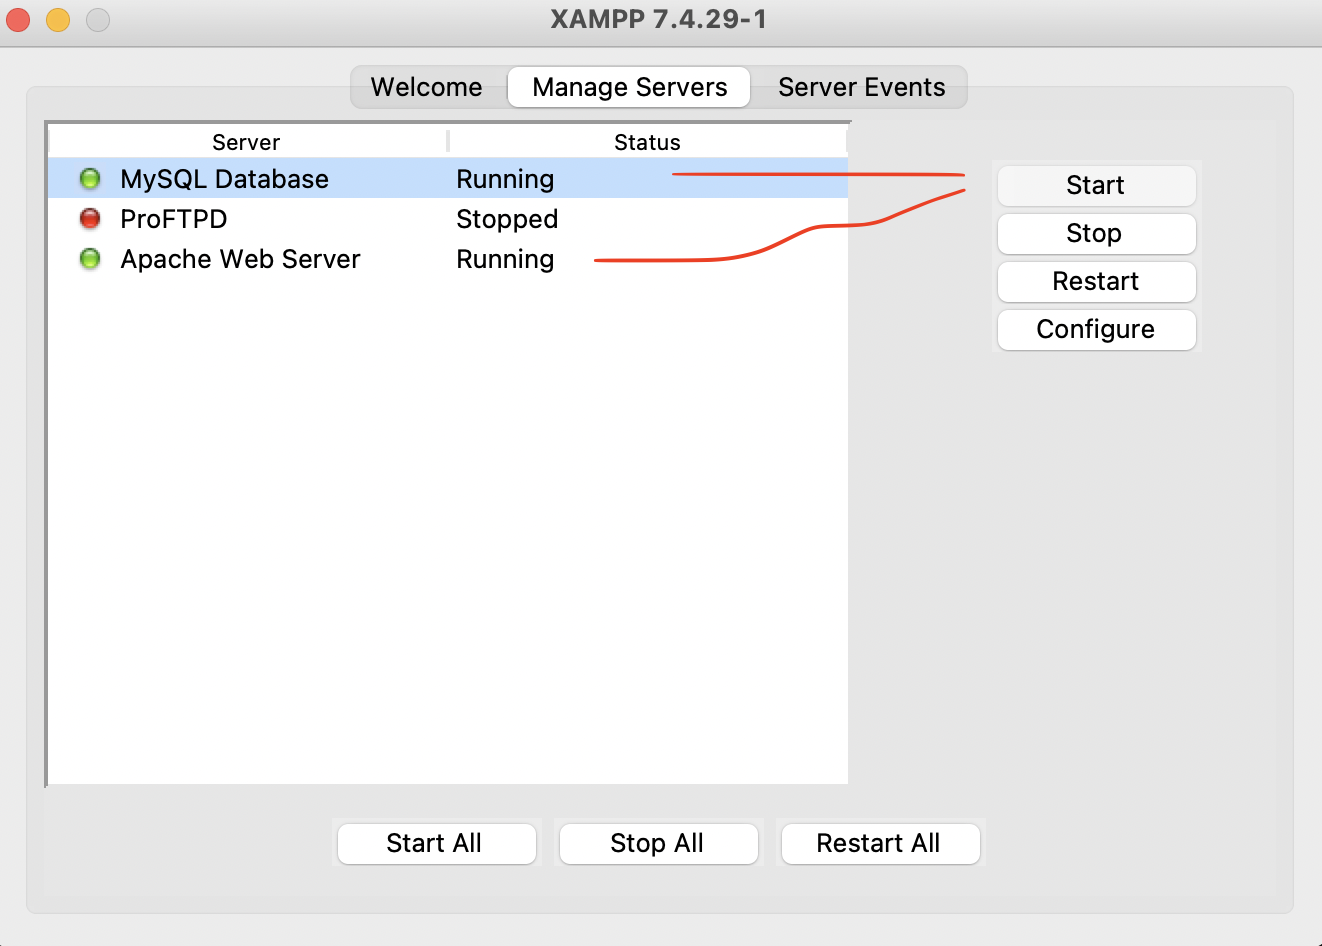 XAMPP 7.4.29-1
Welcome Manage Servers Server Events
Server Status
MySQL Database Running
ProFTPD Stopped
Apache Web Server Running
Start
Stop
Restart
Configure
Start All Stop All Restart All